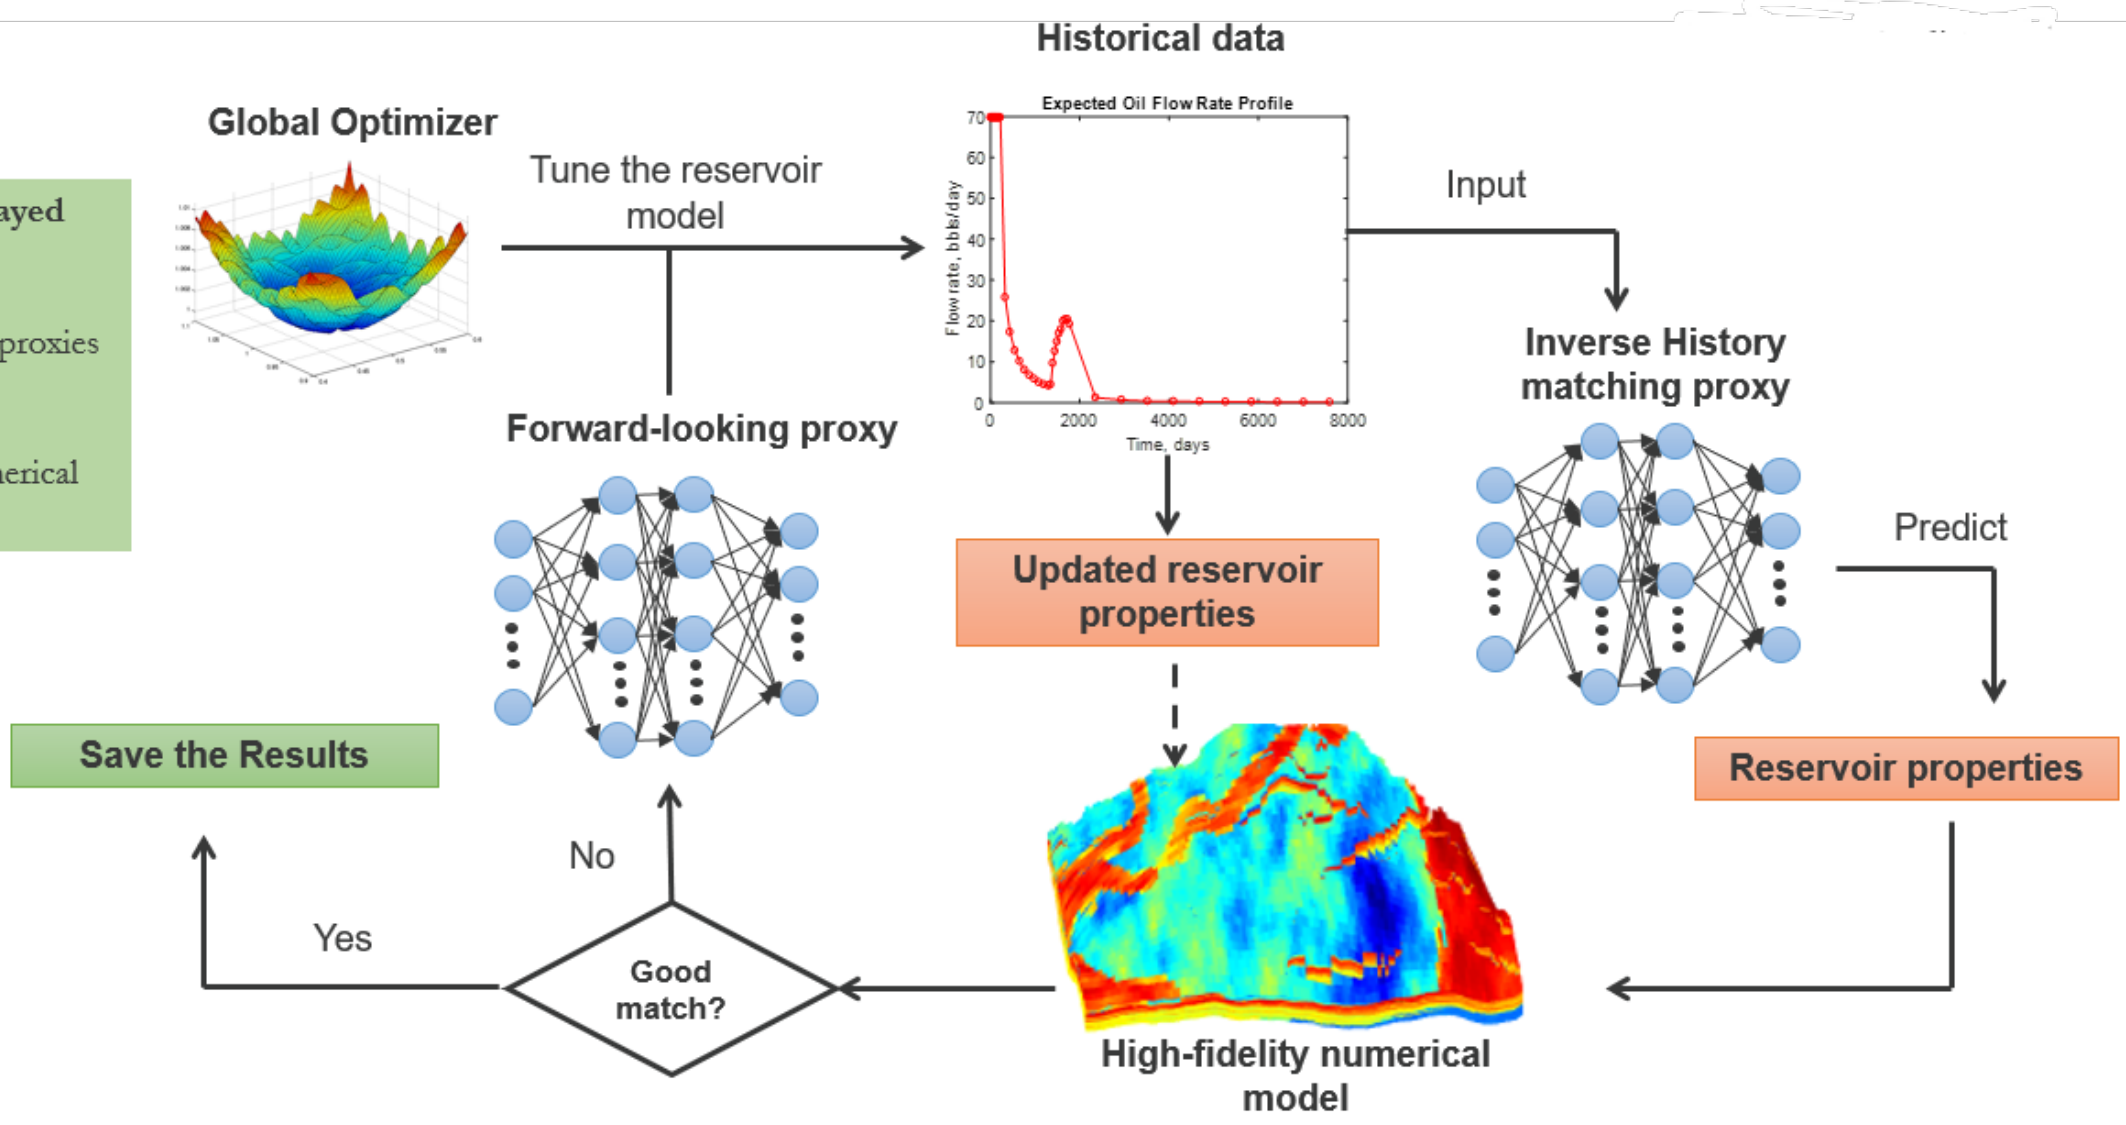 Historical data
Global Optimizer
Tune the reservoir
model
Expected Oil Flow Rate Profile
70
60
50
40
30
20
10
0
Flow rate, bbls/day
0
2000
4000
6000
8000
Time, days
Input
ayed
proxies
nerical
Inverse History
matching proxy
Forward-looking proxy
Predict
Updated reservoir
properties
Save the Results
Reservoir properties
No
Yes
Good
match?
High-fidelity numerical
model